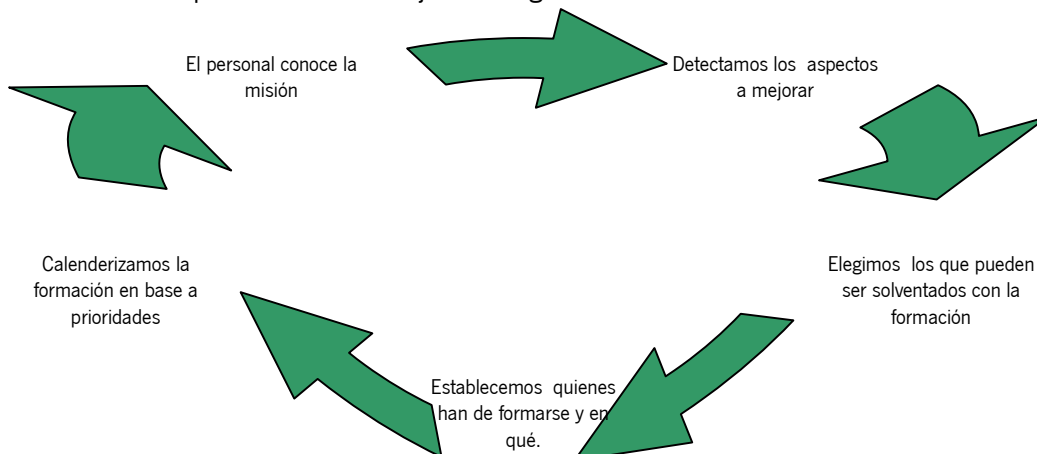 El personal conoce la
misión
Detectamos los aspectos
a mejorar
Elegimos los que pueden
ser solventados con la
formación
Establecemos quienes
han de formarse y en
qué.
Calenderizamos la
formación en base a
prioridades